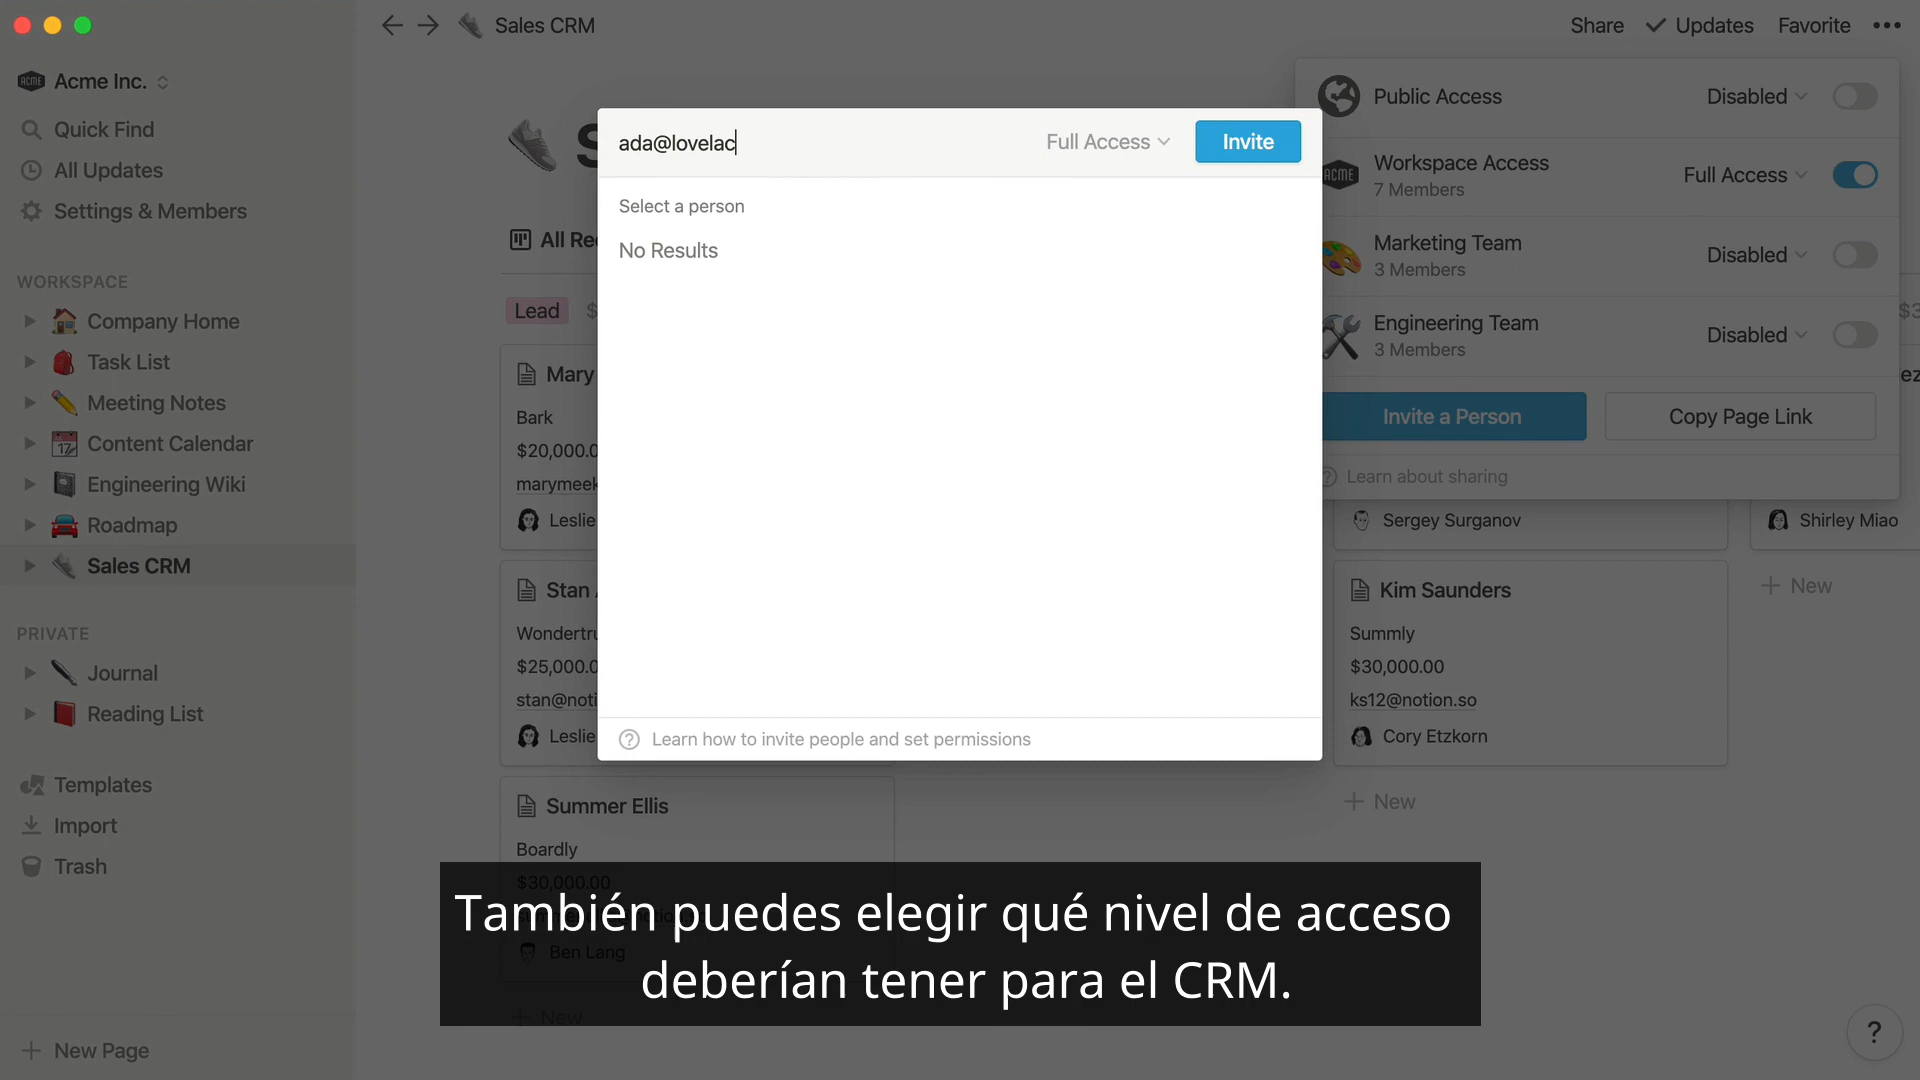 Sales CRM
Share
Updates
Favorite
ACME
Acme Inc.
Quick Find
All Updates
Settings & Members
WORKSPACE
Company Home
Task List
Meeting Notes
17
Content Calendar
Engineering Wiki
Roadmap
Sales CRM
PRIVATE
Journal
Reading List
Templates
Import
Trash
New Page
S
All Re
Lead $
Mary
Bark
$20,000.0
marymeek
Leslie
Stan
Wondertru
$25,000.0
stan@noti
Leslie
Summer Ellis
Boardly
$30,000.00
Ben Lang
New
ada@lovelac
Full Access
Invite
Select a person
No Results
Learn how to invite people and set permissions
Public Access
Disabled
ACME
Workspace Access
7 Members
Full Access
Marketing Team
3 Members
Disabled
Engineering Team
3 Members
Disabled
Invite a Person
Copy Page Link
Learn about sharing
Sergey Surganov
Kim Saunders
Summly
$30,000.00
ks12@notion.so
Cory Etzkorn
New
$3
ez
Shirley Miao
New
También puedes elegir qué nivel de acceso
deberían tener para el CRM.
?